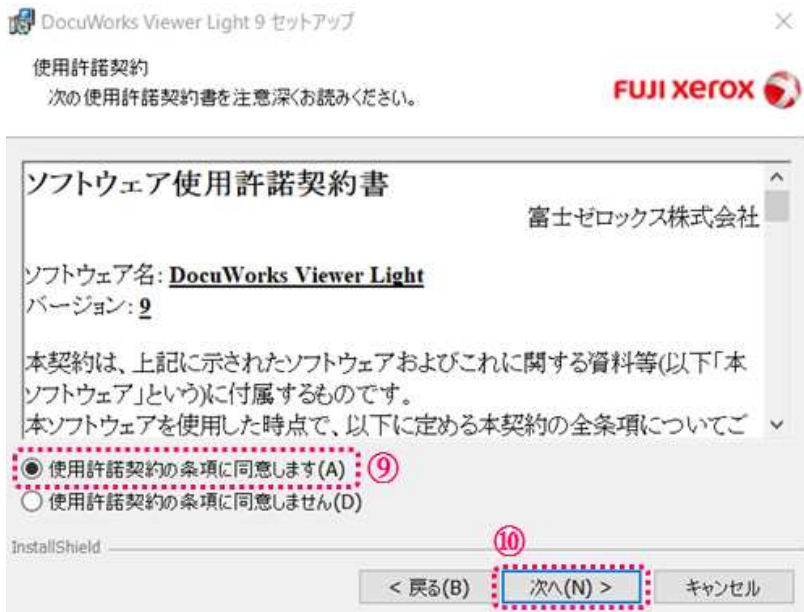 DocuWorks Viewer Light 9 セットアップ
使用許諾契約
次の使用許諾契約書を注意深くお読みください。
FUJI xerox
ソフトウェア使用許諾契約書
富士ゼロックス株式会社
ソフトウェア名: DocuWorks Viewer Light
バージョン: 9
本契約は、上記に示されたソフトウェアおよびこれに関する資料等(以下「本
ソフトウェア」という)に付属するものです。
本ソフトウェアを使用した時点で、以下に定める本契約の全条項についてご
使用許諾契約の条項に同意します(A) ⑨
使用許諾契約の条項に同意しません(D)
InstallShield
⑩
< 戻る(B) 次へ(N) > キャンセル